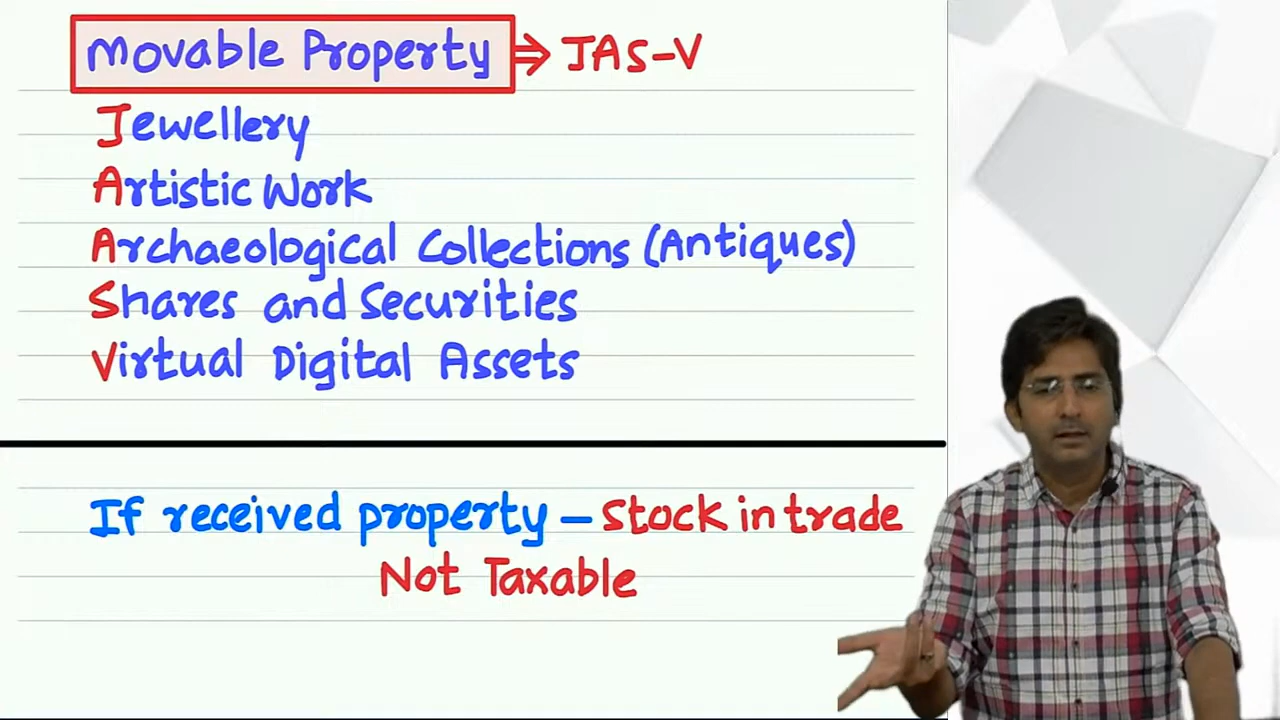 Movable Property ⇒ JAS-V
Jewellery
Artistic Work
Archaeological Collections (Antiques)
Shares and Securities
Virtual Digital Assets
If received property – Stock in trade
Not Taxable